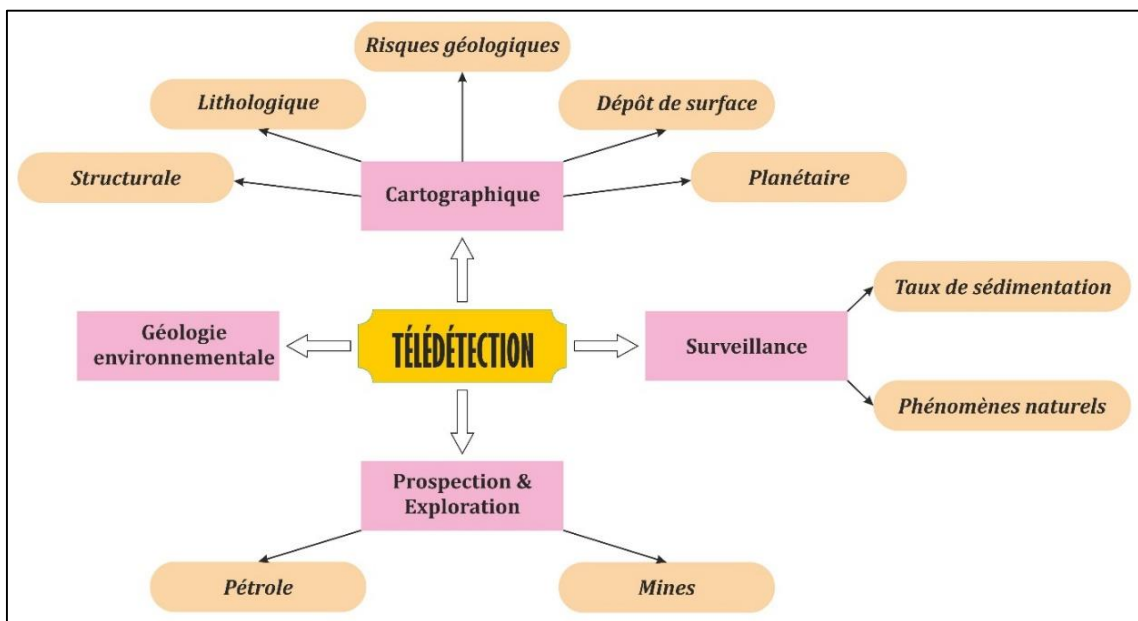 Risques géologiques
Lithologique
Dépôt de surface
Structurale
Cartographique
Planétaire
Taux de sédimentation
Géologie
environnementale
TÉLÉDÉTECTION
Surveillance
Phénomènes naturels
Prospection &
Exploration
Pétrole
Mines